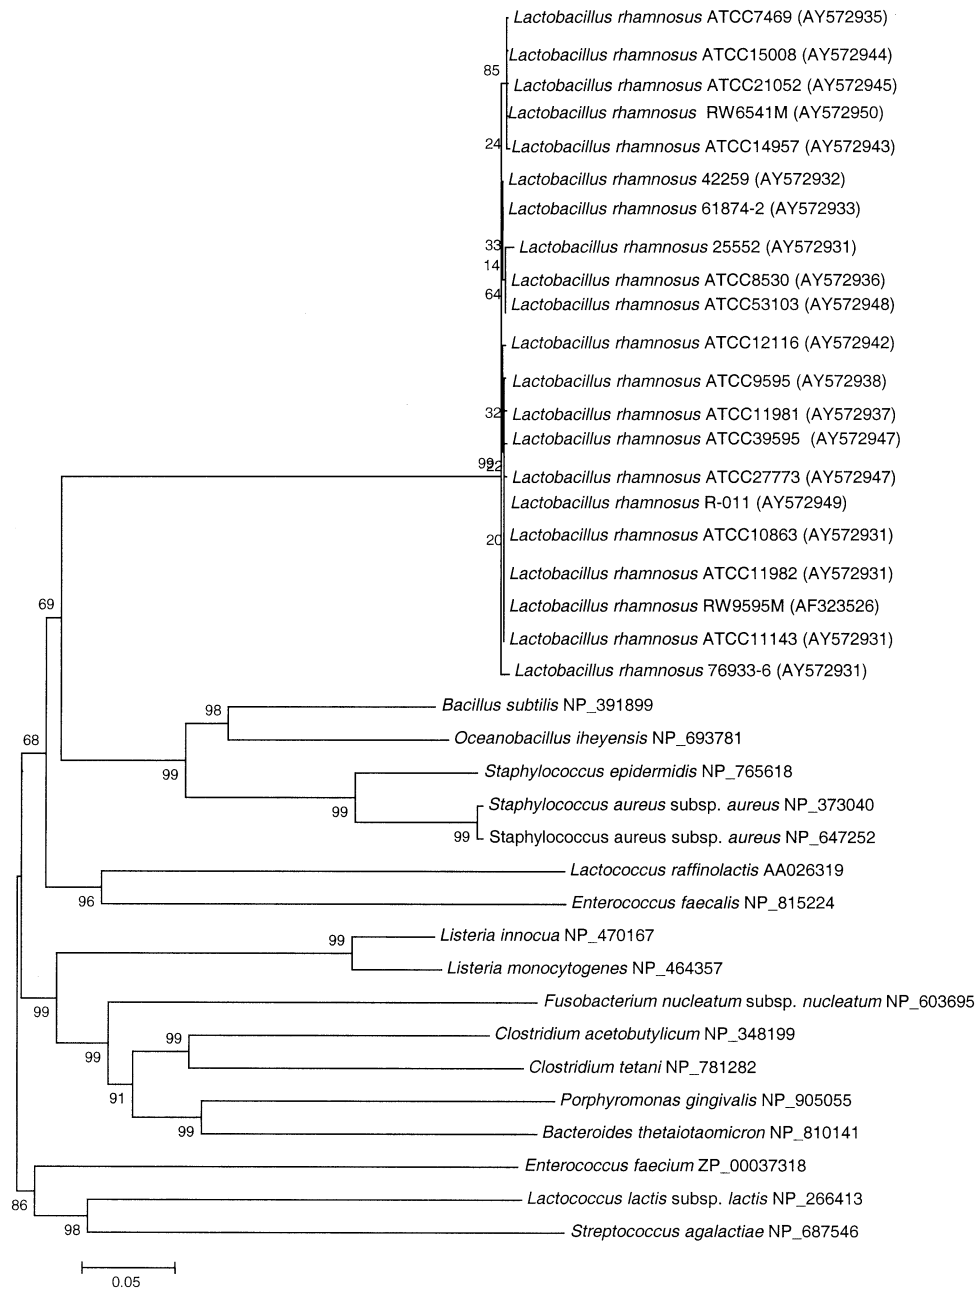 Lactobacillus rhamnosus ATCC7469 (AY572935)
Lactobacillus rhamnosus ATCC15008 (AY572944)
85
Lactobacillus rhamnosus ATCC21052 (AY572945)
Lactobacillus rhamnosus RW6541M (AY572950)
24
Lactobacillus rhamnosus ATCC14957 (AY572943)
Lactobacillus rhamnosus 42259 (AY572932)
Lactobacillus rhamnosus 61874-2 (AY572933)
33
Lactobacillus rhamnosus 25552 (AY572931)
14
Lactobacillus rhamnosus ATCC8530 (AY572936)
64
Lactobacillus rhamnosus ATCC53103 (AY572948)
Lactobacillus rhamnosus ATCC12116 (AY572942)
Lactobacillus rhamnosus ATCC9595 (AY572938)
32
Lactobacillus rhamnosus ATCC11981 (AY572937)
Lactobacillus rhamnosus ATCC39595 (AY572947)
99
22
Lactobacillus rhamnosus ATCC27773 (AY572947)
Lactobacillus rhamnosus R-011 (AY572949)
20
Lactobacillus rhamnosus ATCC10863 (AY572931)
Lactobacillus rhamnosus ATCC11982 (AY572931)
69
Lactobacillus rhamnosus RW9595M (AF323526)
Lactobacillus rhamnosus ATCC11143 (AY572931)
Lactobacillus rhamnosus 76933-6 (AY572931)
98
Bacillus subtilis NP_391899
68
Oceanobacillus iheyensis NP_693781
99
Staphylococcus epidermidis NP_765618
99
Staphylococcus aureus subsp. aureus NP_373040
99
Staphylococcus aureus subsp. aureus NP_647252
Lactococcus raffinolactis AA026319
96
Enterococcus faecalis NP_815224
99
Listeria innocua NP_470167
Listeria monocytogenes NP_464357
99
Fusobacterium nucleatum subsp. nucleatum NP_603695
99
99
Clostridium acetobutylicum NP_348199
Clostridium tetani NP_781282
91
Porphyromonas gingivalis NP_905055
99
Bacteroides thetaiotaomicron NP_810141
Enterococcus faecium ZP_00037318
86
Lactococcus lactis subsp. lactis NP_266413
98
Streptococcus agalactiae NP_687546
0.05